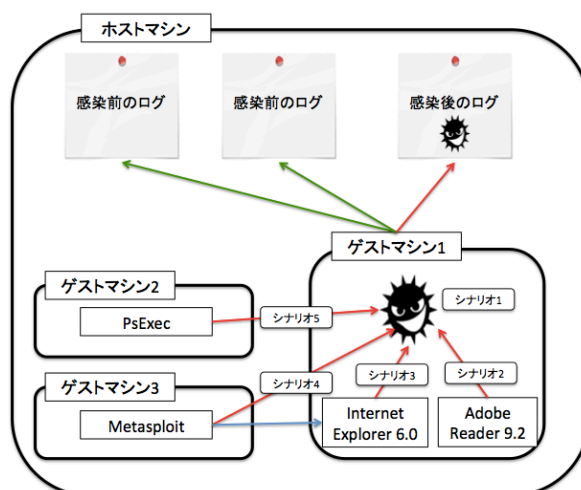 ホストマシン
感染前のログ
感染前のログ
感染後のログ
ゲストマシン1
ゲストマシン2
PsExec
シナリオ5
シナリオ1
ゲストマシン3
シナリオ4
シナリオ3
シナリオ2
Metasploit
Internet
Explorer 6.0
Adobe
Reader 9.2